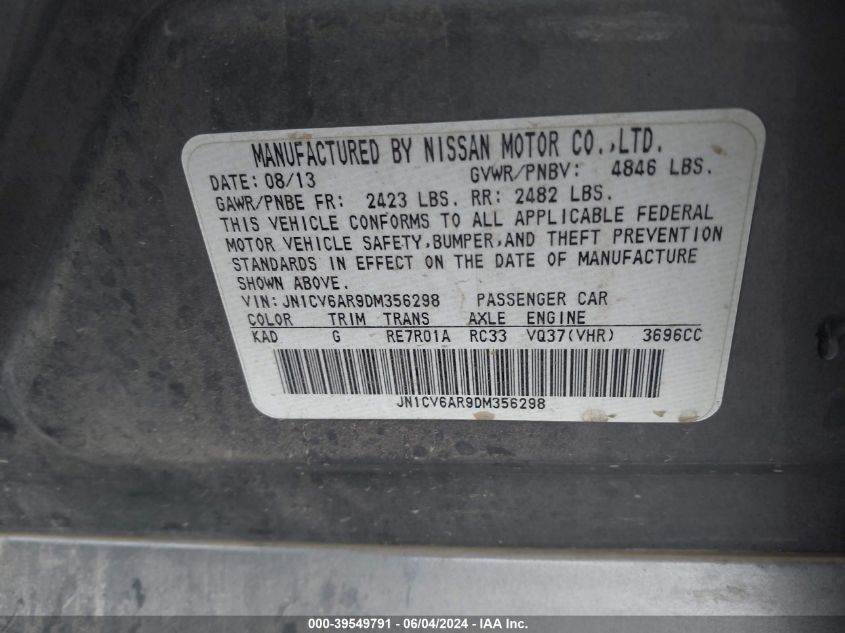 MANUFACTURED BY NISSAN MOTOR CO.,LTD.
DATE: 08/13 GVWR/PNBV: 4846 LBS.
GAWR/PNBE FR: 2423 LBS. RR: 2482 LBS.
THIS VEHICLE CONFORMS TO ALL APPLICABLE FEDERAL
MOTOR VEHICLE SAFETY,BUMPER,AND THEFT PREVENTION
STANDARDS IN EFFECT ON THE DATE OF MANUFACTURE
SHOWN ABOVE.
VIN: JN1CV6AR9DM356298 PASSENGER CAR
COLOR TRIM TRANS AXLE ENGINE
KAD G RE7R01A RC33 VQ37(VHR) 3696CC
JN1CV6AR9DM356298
000-39549791 - 06/04/2024 - IAA Inc.